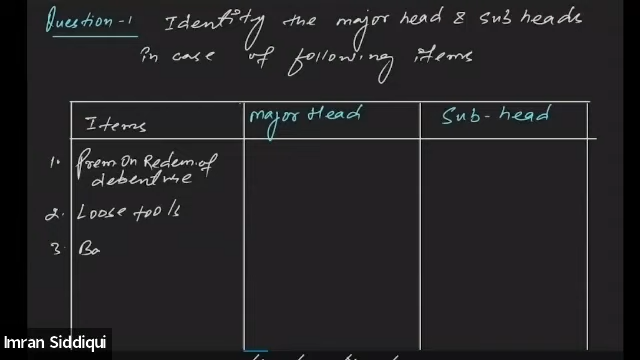 Question-1 Identity the major head & sub heads
in case of following items
Items major Head Sub-head
1. Prem On Redem. of
debenture
2. Loose tools
3. Ba
Imran Siddiqui